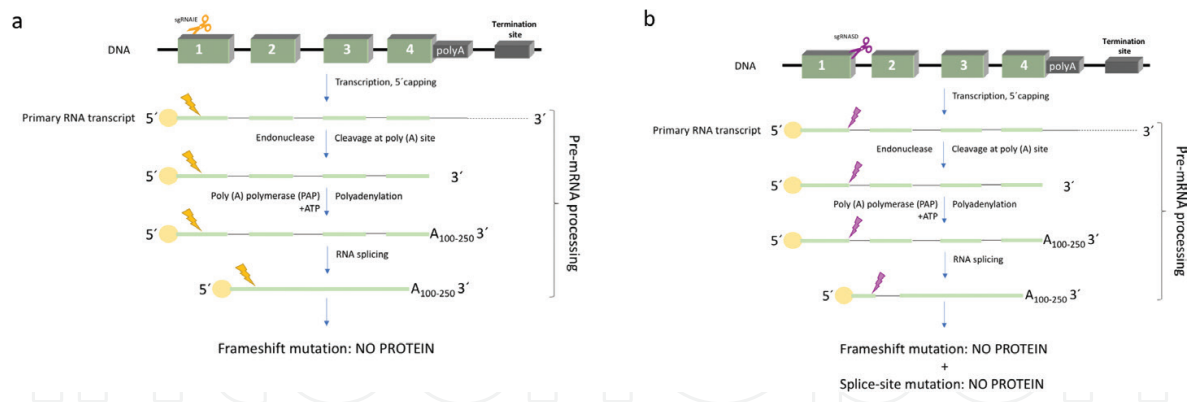 a
sgRNAIE
Termination
site
DNA
1
2
3
4
polyA
Transcription, 5´capping
Primary RNA transcript
5´
3´
Endonuclease
Cleavage at poly (A) site
5´
3´
Poly (A) polymerase (PAP)
+ATP
Polyadenylation
5´
A100-250 3´
RNA splicing
5´
A100-250 3´
Pre-mRNA processing
Frameshift mutation: NO PROTEIN
b
sgRNASD
Termination
site
DNA
1
2
3
4
polyA
Transcription, 5´capping
Primary RNA transcript
5´
3´
Endonuclease
Cleavage at poly (A) site
5´
3´
Poly (A) polymerase (PAP)
+ATP
Polyadenylation
5´
A100-250 3´
RNA splicing
5´
A100-250 3´
Pre-mRNA processing
Frameshift mutation: NO PROTEIN
+
Splice-site mutation: NO PROTEIN